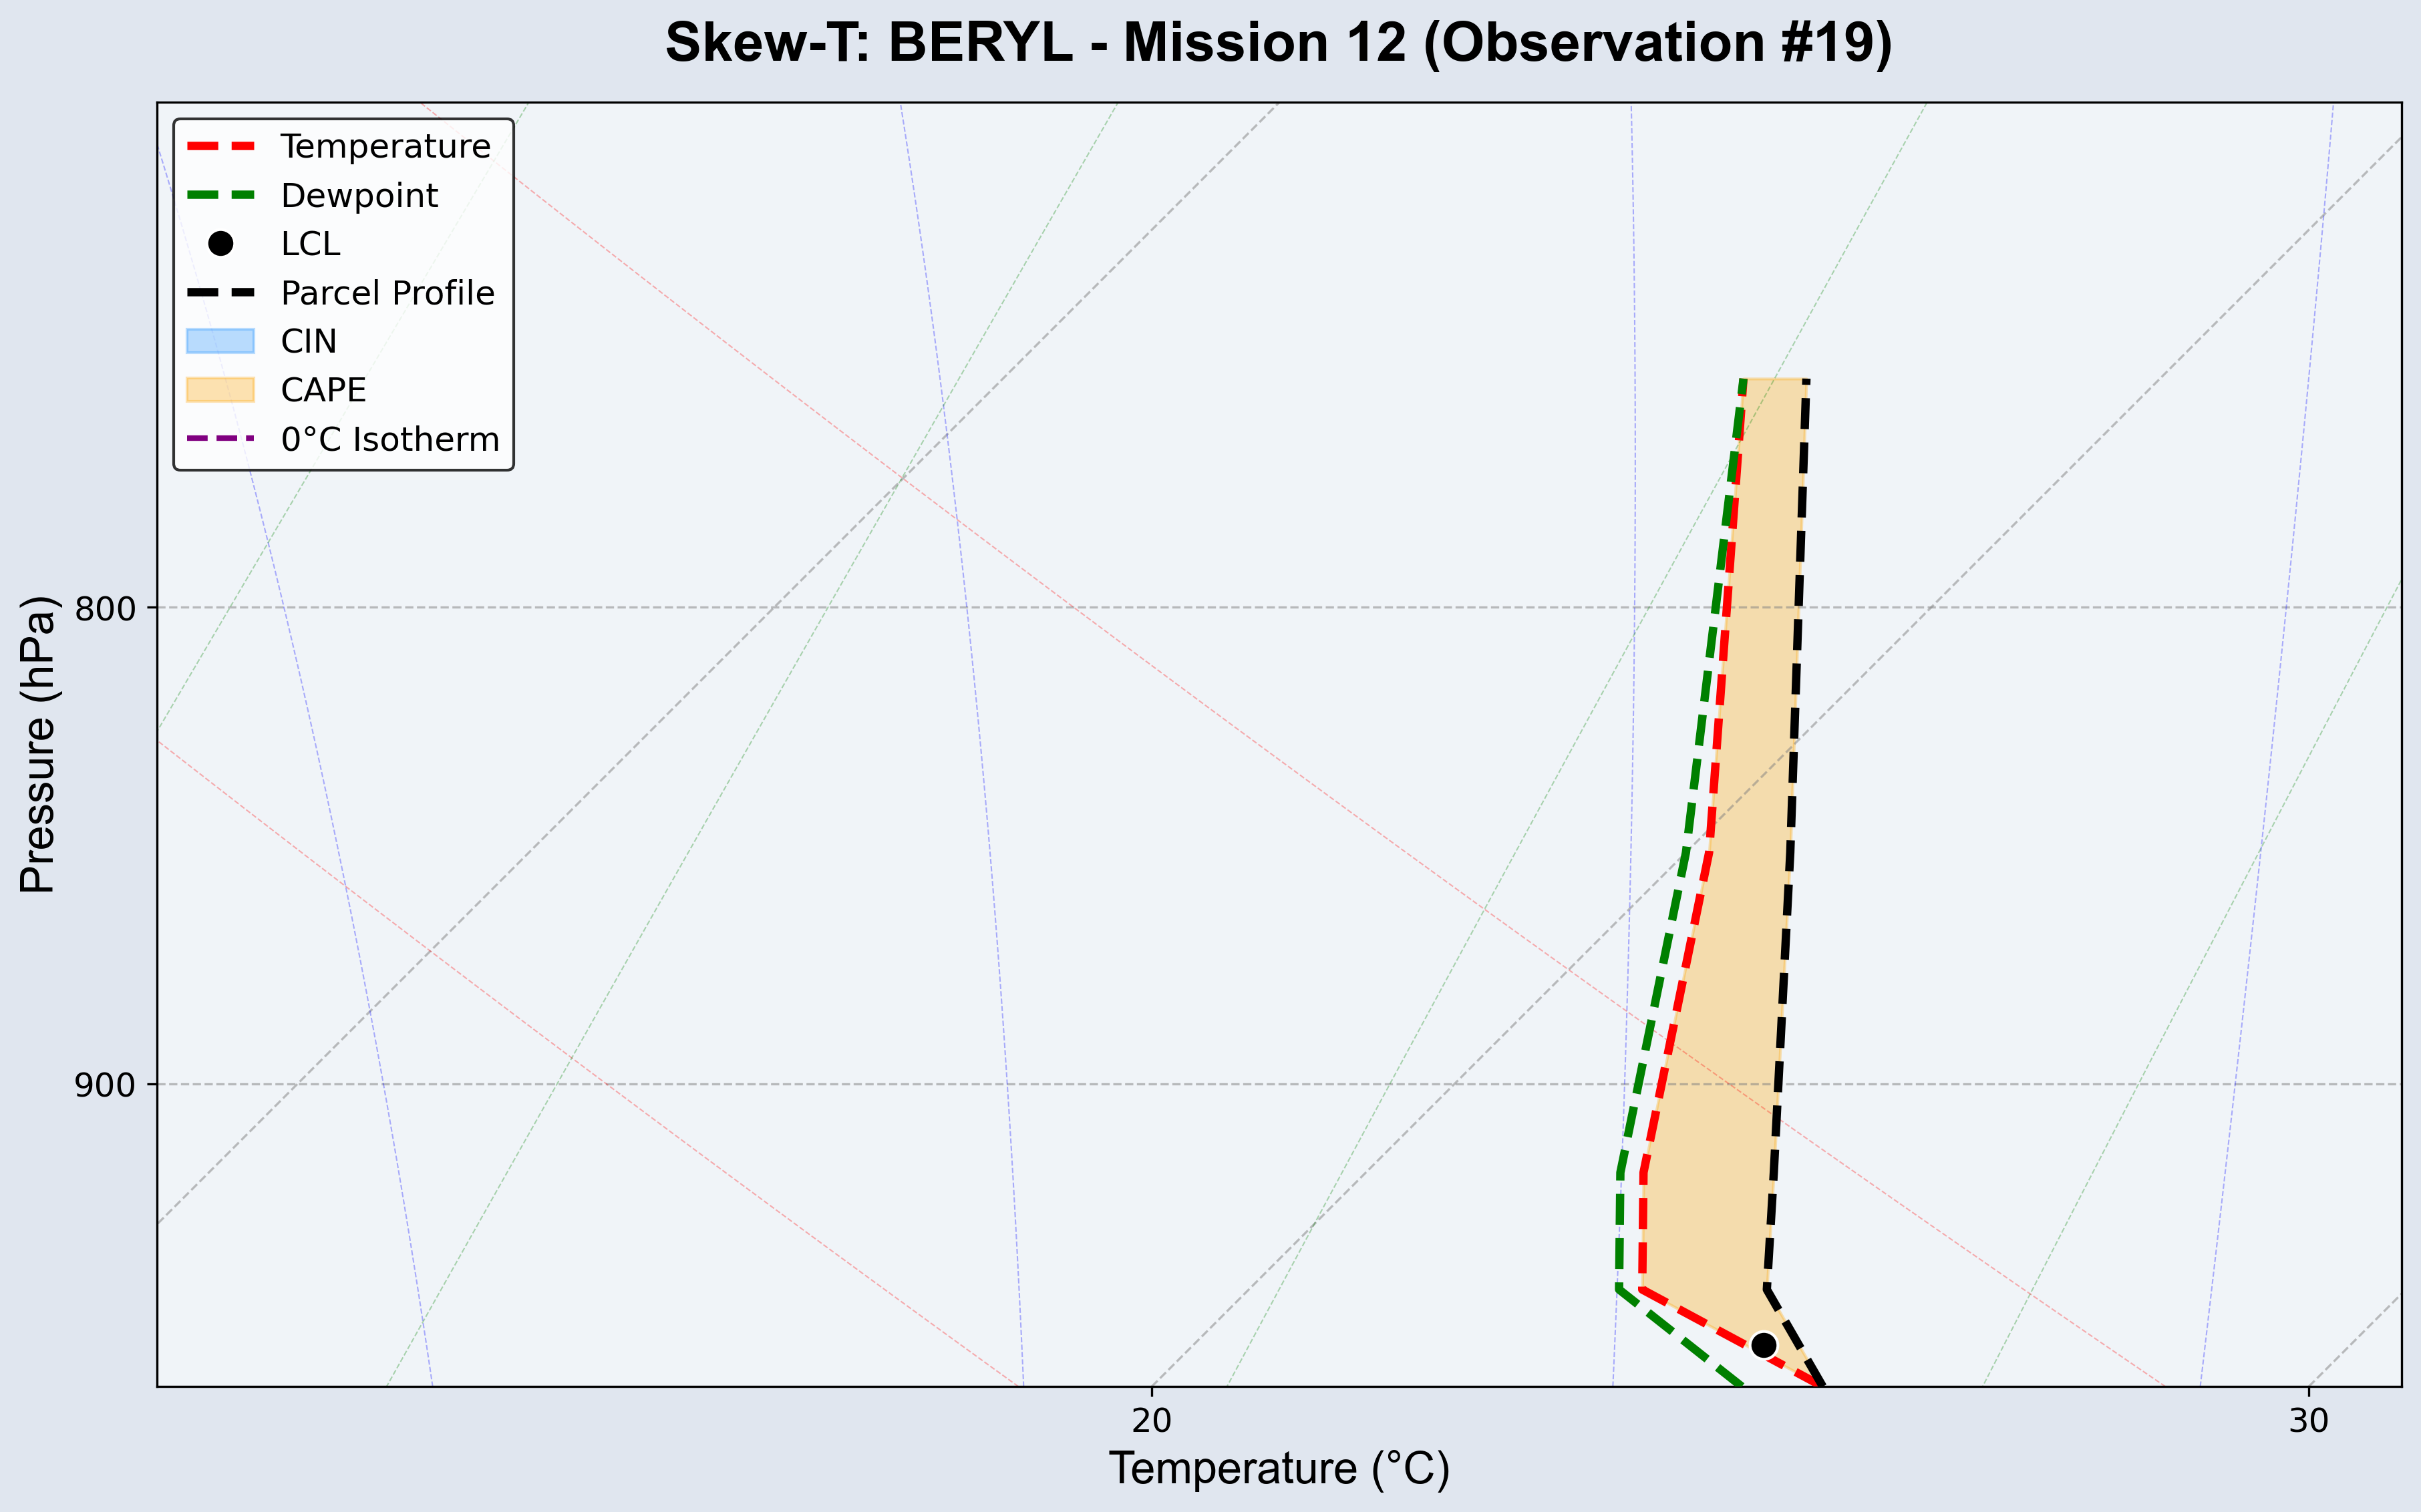 Skew-T: BERYL - Mission 12 (Observation #19)
Temperature
Dewpoint
LCL
Parcel Profile
CIN
CAPE
0°C Isotherm
Pressure (hPa)
800
900
20
30
Temperature (°C)